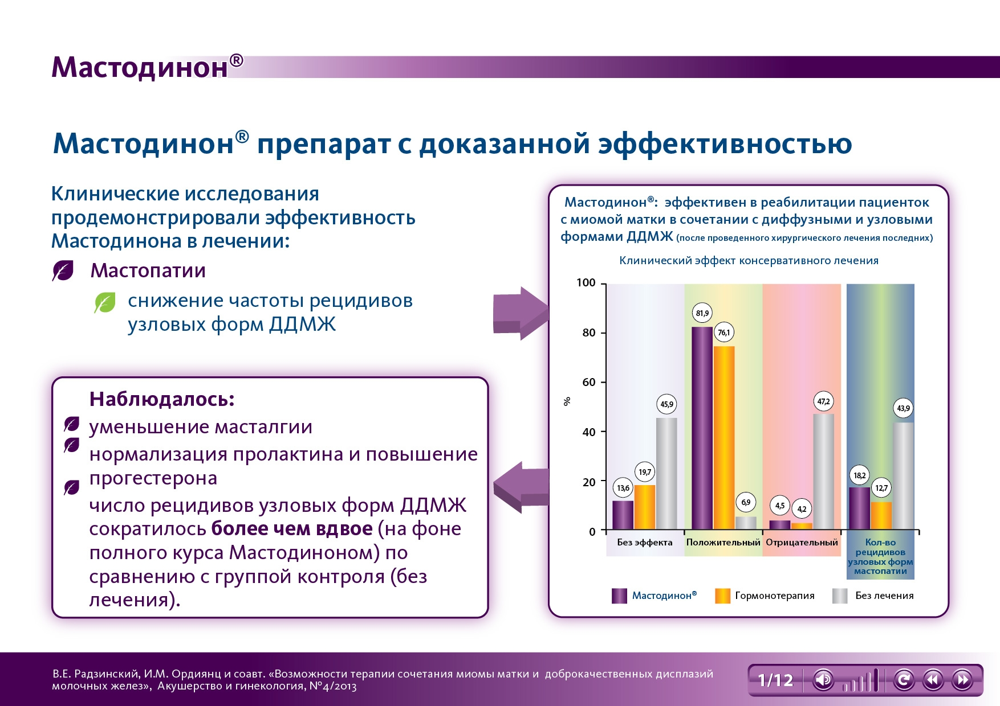 Мастодинон®
Мастодинон® препарат с доказанной эффективностью
Клинические исследования
продемонстрировали эффективность
Мастодинона в лечении:
Мастопатии
снижение частоты рецидивов
узловых форм ДДМЖ
Наблюдалось:
уменьшение масталгии
нормализация пролактина и повышение
прогестерона
число рецидивов узловых форм ДДМЖ
сократилось более чем вдвое (на фоне
полного курса Мастодиноном) по
сравнению с группой контроля (без
лечения).
Мастодинон®: эффективен в реабилитации пациенток
с миомой матки в сочетании с диффузными и узловыми
формами ДДМЖ (после проведенного хирургического лечения последних)
Клинический эффект консервативного лечения
%
100
80
60
40
20
0
13,6
19,7
45,9
81,9
76,1
6,9
4,5
4,2
47,2
18,2
12,7
43,9
Без эффекта
Положительный
Отрицательный
Кол-во
рецидивов
узловых форм
мастопатии
Мастодинон®
Гормонотерапия
Без лечения
В.Е. Радзинский, И.М. Ордиянц и соавт. «Возможности терапии сочетания миомы матки и доброкачественных дисплазий
молочных желез», Акушерство и гинекология, №4/2013
1/12